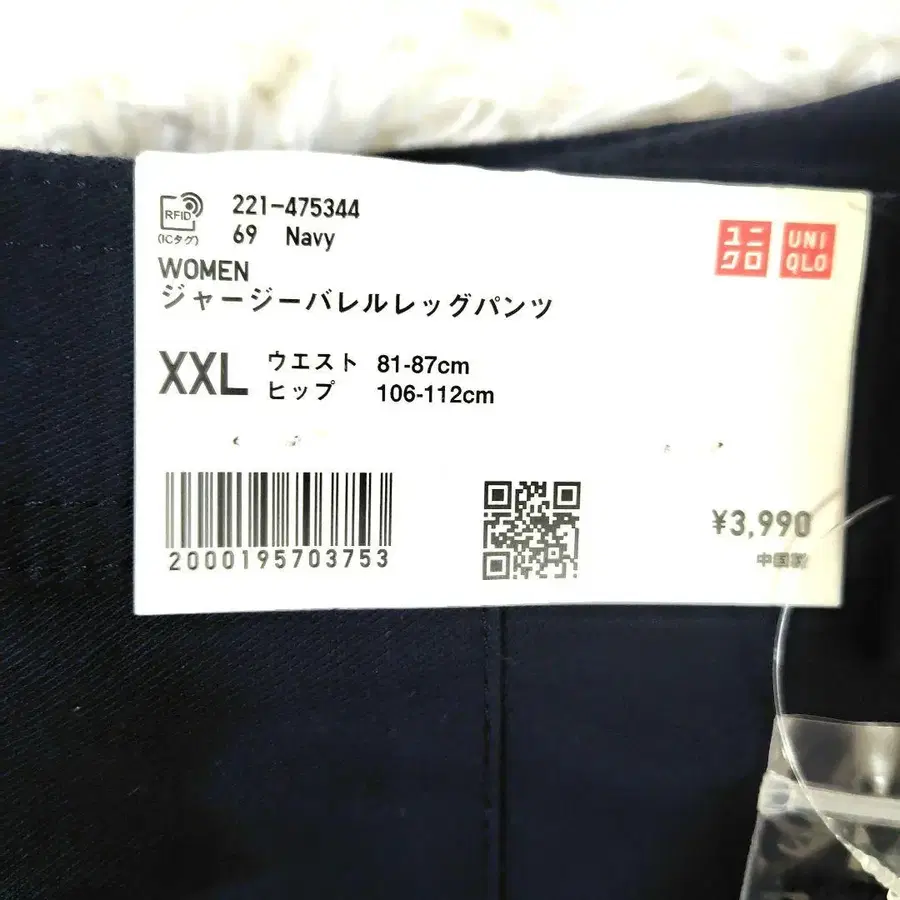 RFID
(ICタグ)
221-475344
69 Navy
ユニ
クロ
UNI
QLO
WOMEN
ジャージーバレルレッグパンツ
XXL
ウエスト 81-87cm
ヒップ 106-112cm
2000195703753
¥3,990
中国製